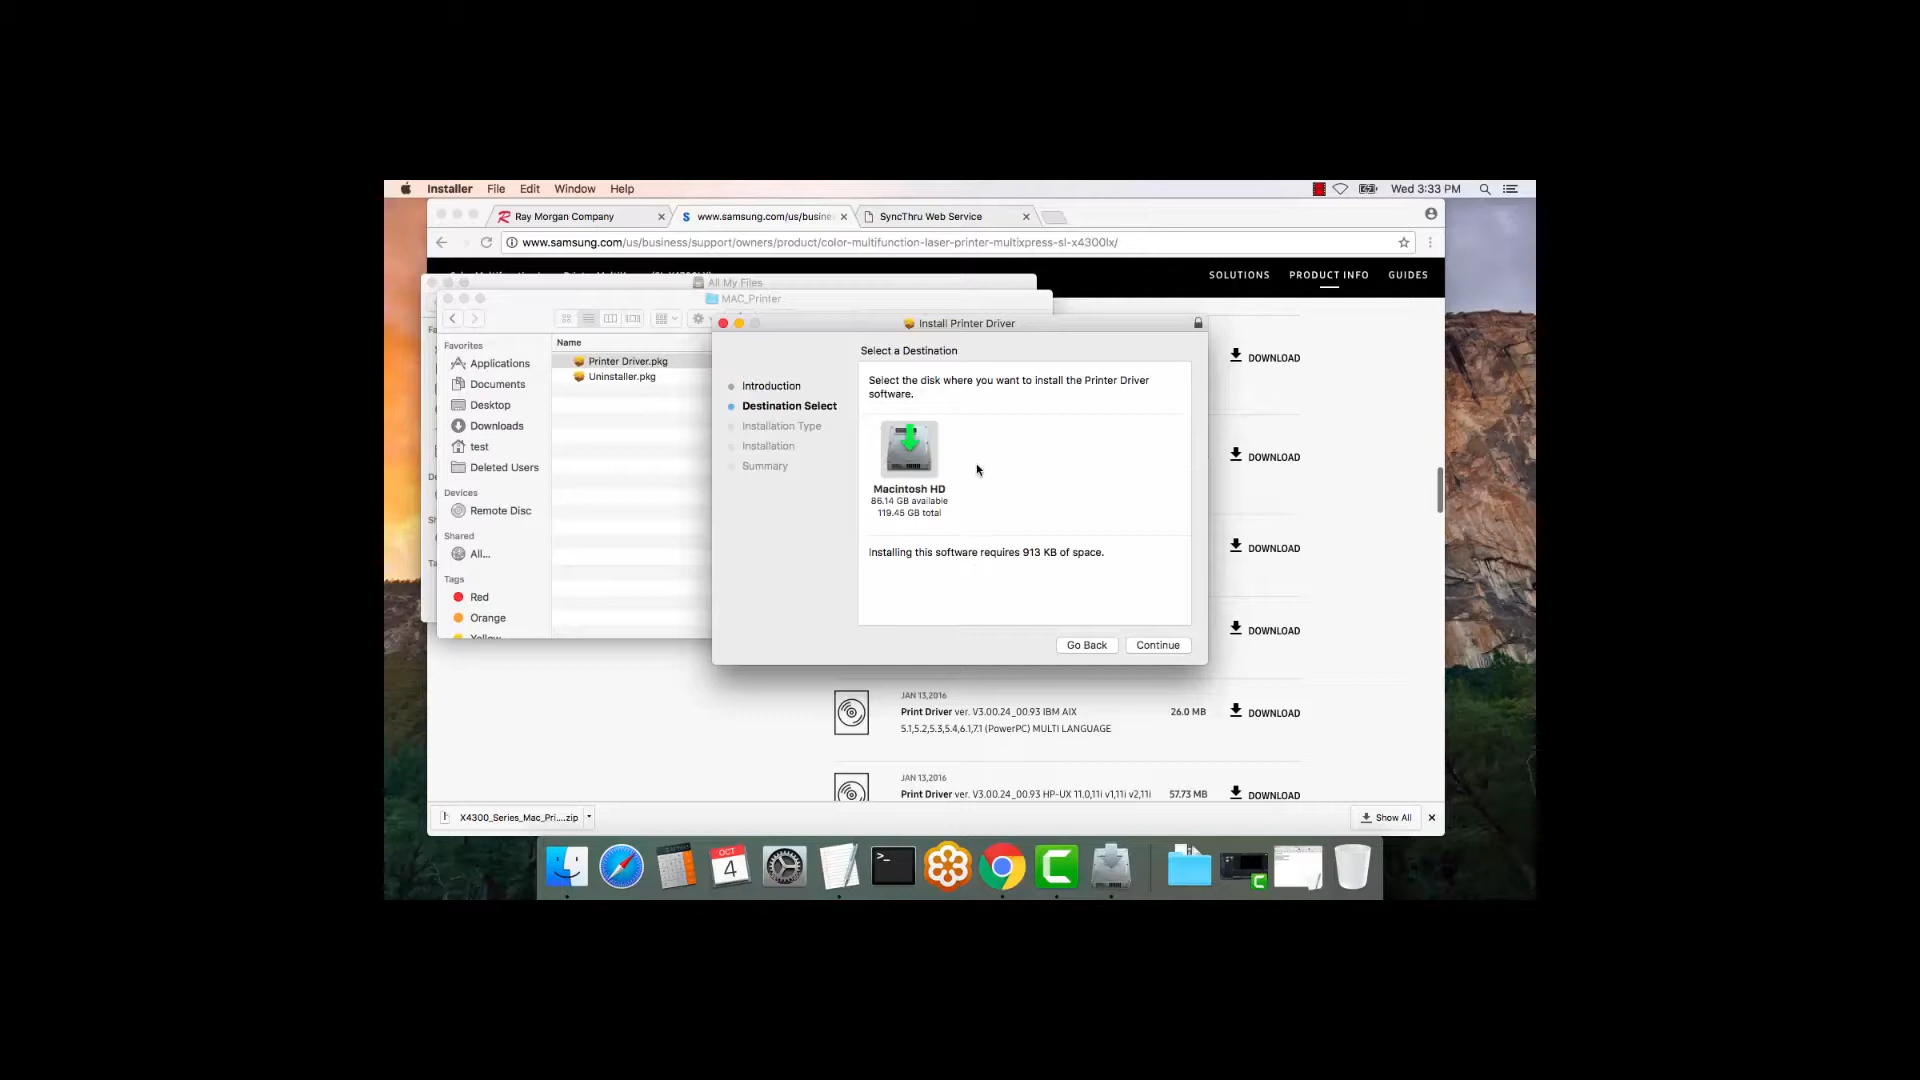 Installer File Edit Window Help
Wed 3:33 PM
Ray Morgan Company
www.samsung.com/us/busine
SyncThru Web Service
www.samsung.com/us/business/support/owners/product/color-multifunction-laser-printer-multixpress-sl-x4300lx/
SOLUTIONS PRODUCT INFO GUIDES
All My Files
MAC_Printer
Favorites
Applications
Documents
Desktop
Downloads
test
Deleted Users
Devices
Remote Disc
Shared
All...
Tags
Red
Orange
Yellow
Name
Printer Driver.pkg
Uninstaller.pkg
Install Printer Driver
Introduction
Destination Select
Installation Type
Installation
Summary
Select a Destination
Select the disk where you want to install the Printer Driver
software.
Macintosh HD
86.14 GB available
119.45 GB total
Installing this software requires 913 KB of space.
Go Back Continue
DOWNLOAD
DOWNLOAD
DOWNLOAD
DOWNLOAD
JAN 13,2016
Print Driver ver. V3.00.24_00.93 IBM AIX 26.0 MB DOWNLOAD
5.1,5.2,5.3,5.4,6.1,7.1 (PowerPC) MULTI LANGUAGE
JAN 13,2016
Print Driver ver. V3.00.24_00.93 HP-UX 11.0,11i v1,11i v2,11i 57.73 MB DOWNLOAD
X4300_Series_Mac_Pri....zip
Show All
OCT
4